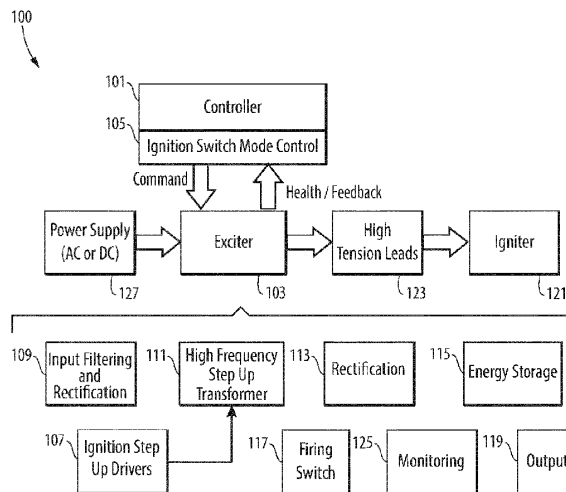 100
101
Controller
105
Ignition Switch Mode Control
Command
Health / Feedback
Power Supply
(AC or DC)
Exciter
High
Tension Leads
Igniter
127
103
123
121
109
Input Filtering
and
Rectification
111
High Frequency
Step Up
Transformer
113
Rectification
115
Energy Storage
107
Ignition Step
Up Drivers
117
Firing
Switch
125
Monitoring
119
Output